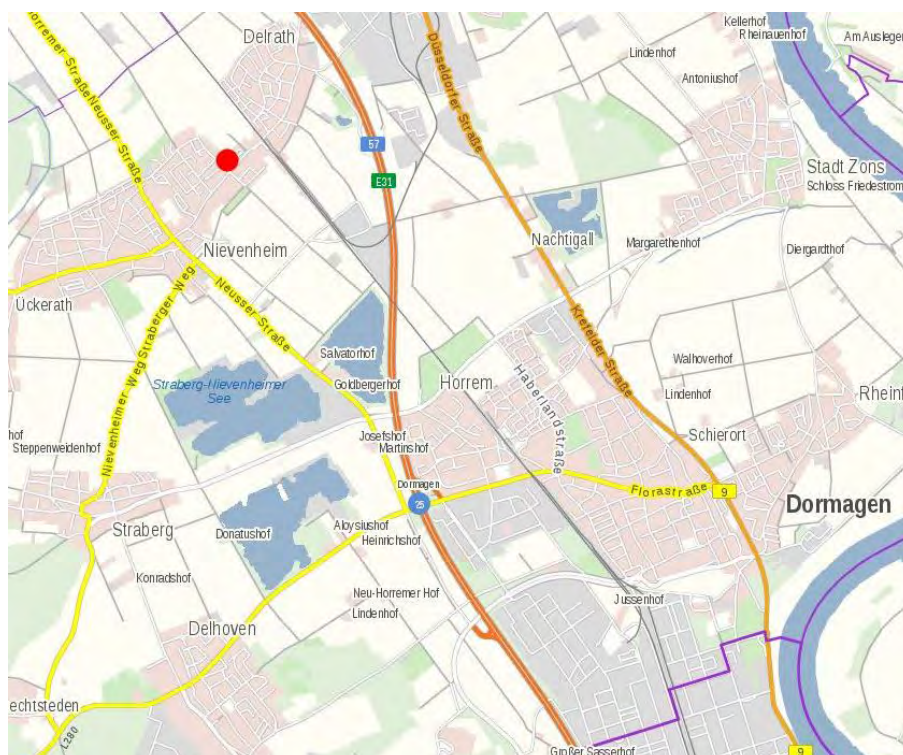 Horremer Straße
Delrath
Kellerhof
Rheinauenhof
Am Ausleger
Düsseldorfer Straße
Lindenhof
Antoniushof
Neusser Straße
57
E31
Stadt Zons
Schloss Friedestrom
Nievenheim
Nachtigall
Margarethenhof
Diergardthof
Ückerath
Neusser Straße
Straberger Weg
Krefelder Straße
Salvatorhof
Goldbergerhof
Straberg-Nievenheimer
See
Horrem
Haberlandstraße
Walhoverhof
Lindenhof
Rheinf
Nievenheimer Weg
hof
Steppenweidenhof
Josefshof
Martinshof
Schierort
Dormagen
Florastraße
9
25
Dormagen
Straberg
Donatushof
Aloysiushof
Heinrichshof
Konradshof
Neu-Horremer Hof
Lindenhof
Jussenhof
Delhoven
echtsteden
L280
Großer Sasserhof
9